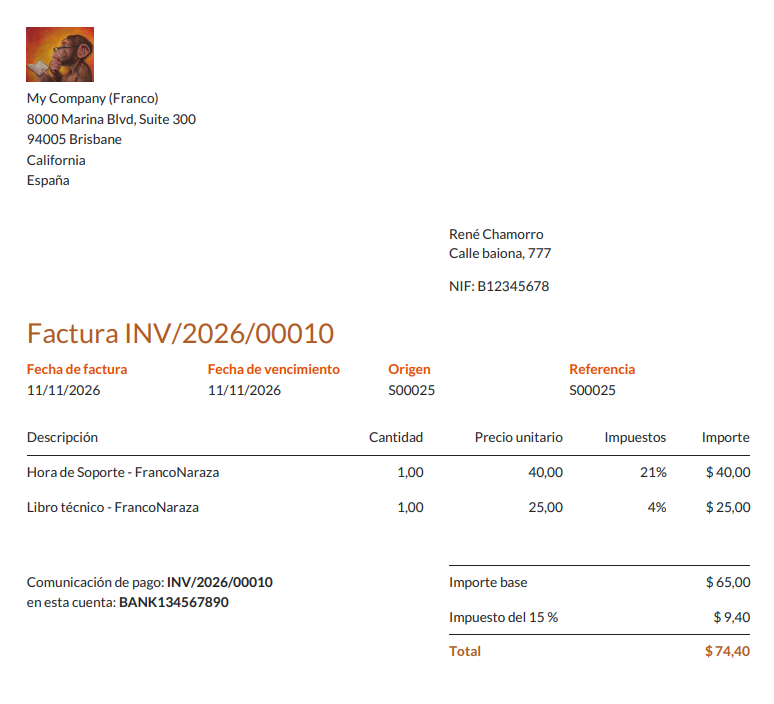 My Company (Franco)
8000 Marina Blvd, Suite 300
94005 Brisbane
California
España
René Chamorro
Calle baiona, 777
NIF: B12345678
Factura INV/2026/00010
Fecha de factura Fecha de vencimiento Origen Referencia
11/11/2026 11/11/2026 S00025 S00025
Descripción Cantidad Precio unitario Impuestos Importe
Hora de Soporte - FrancoNaraza 1,00 40,00 21% $ 40,00
Libro técnico - FrancoNaraza 1,00 25,00 4% $ 25,00
Comunicación de pago: INV/2026/00010
en esta cuenta: BANK134567890
Importe base $ 65,00
Impuesto del 15 % $ 9,40
Total $ 74,40